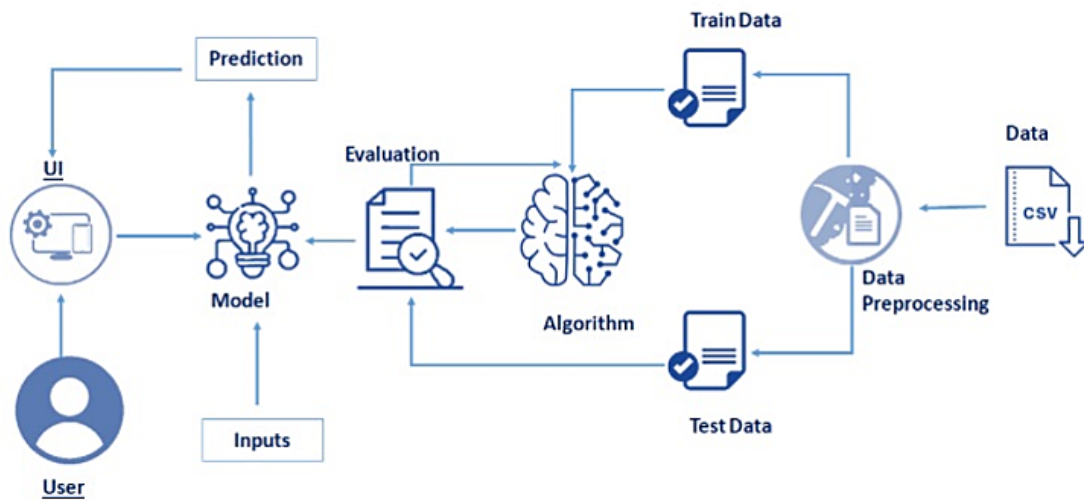 Train Data
Prediction
Data
Evaluation
UI
CSV
Model
Data
Preprocessing
Algorithm
Inputs
Test Data
User